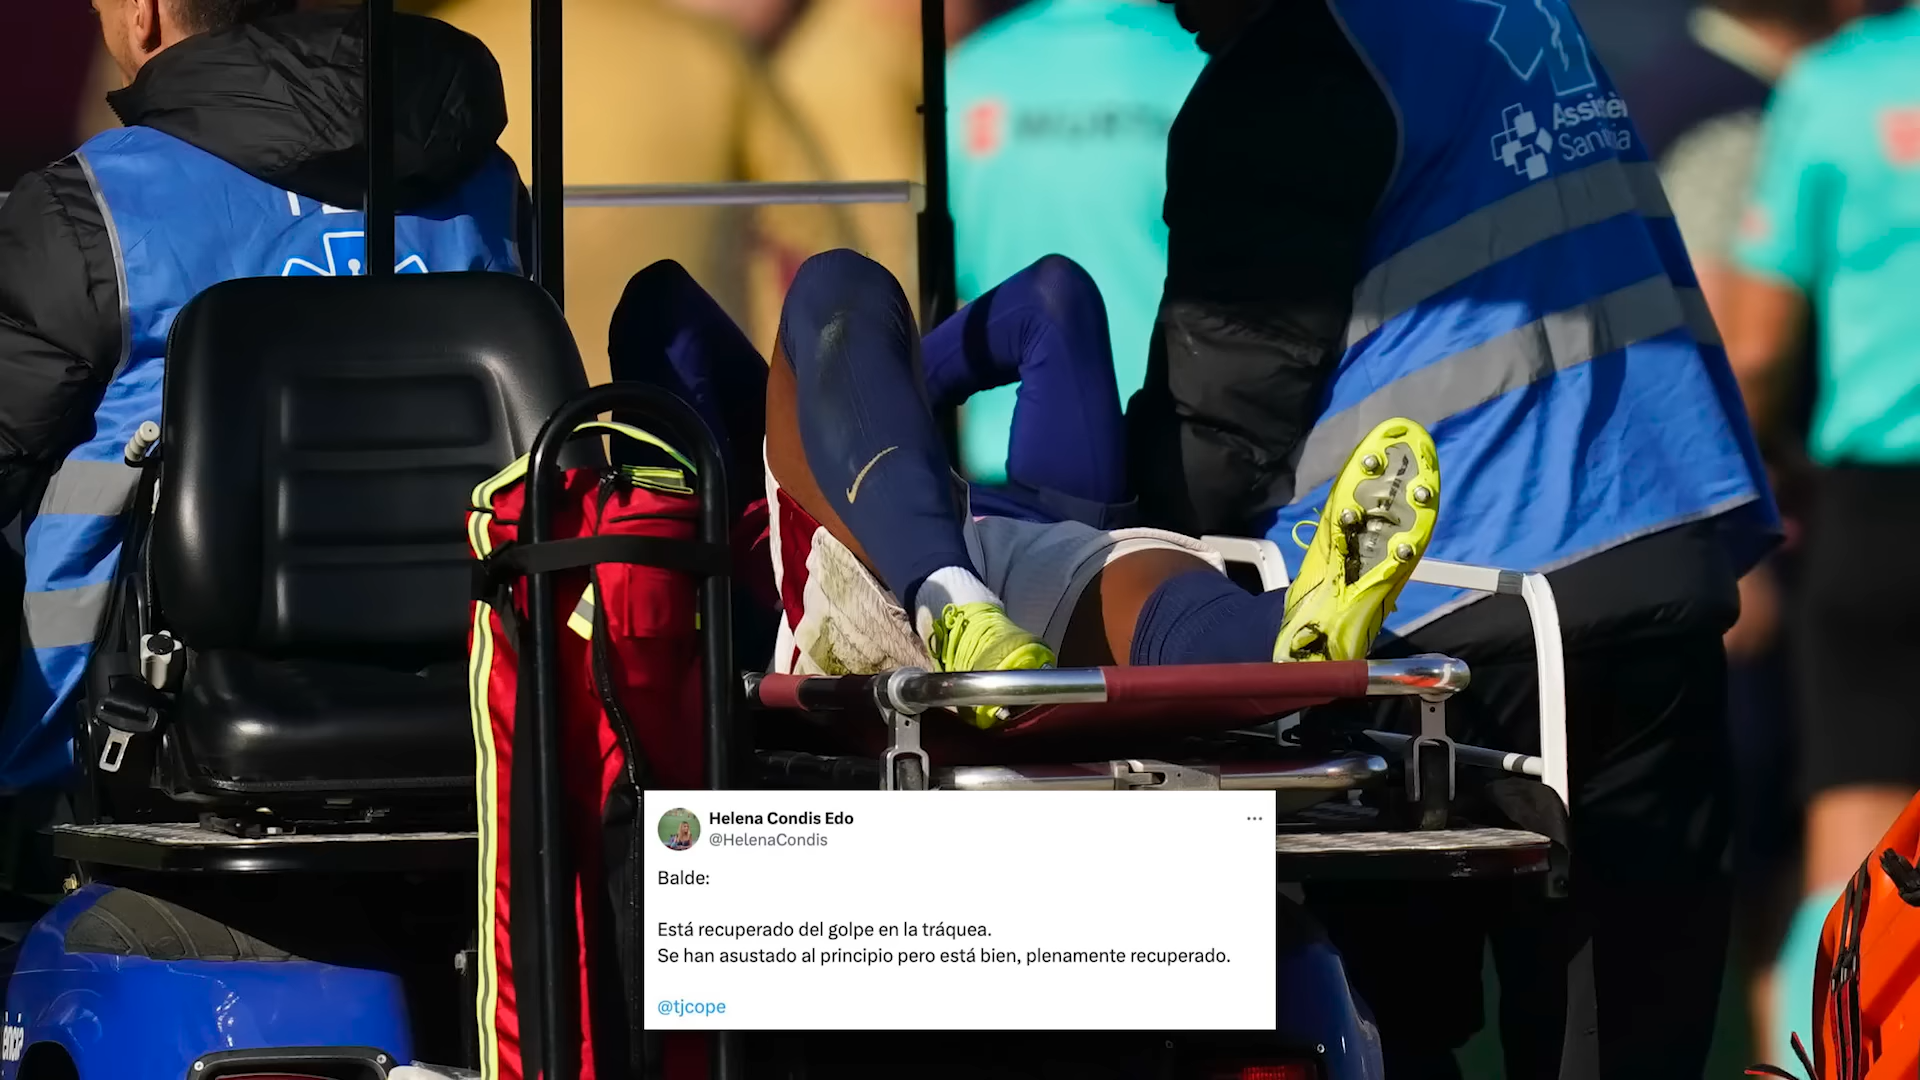 Sanitària
Helena Condis Edo
@HelenaCondis
Balde:
Está recuperado del golpe en la tráquea.
Se han asustado al principio pero está bien, plenamente recuperado.
@tjcope